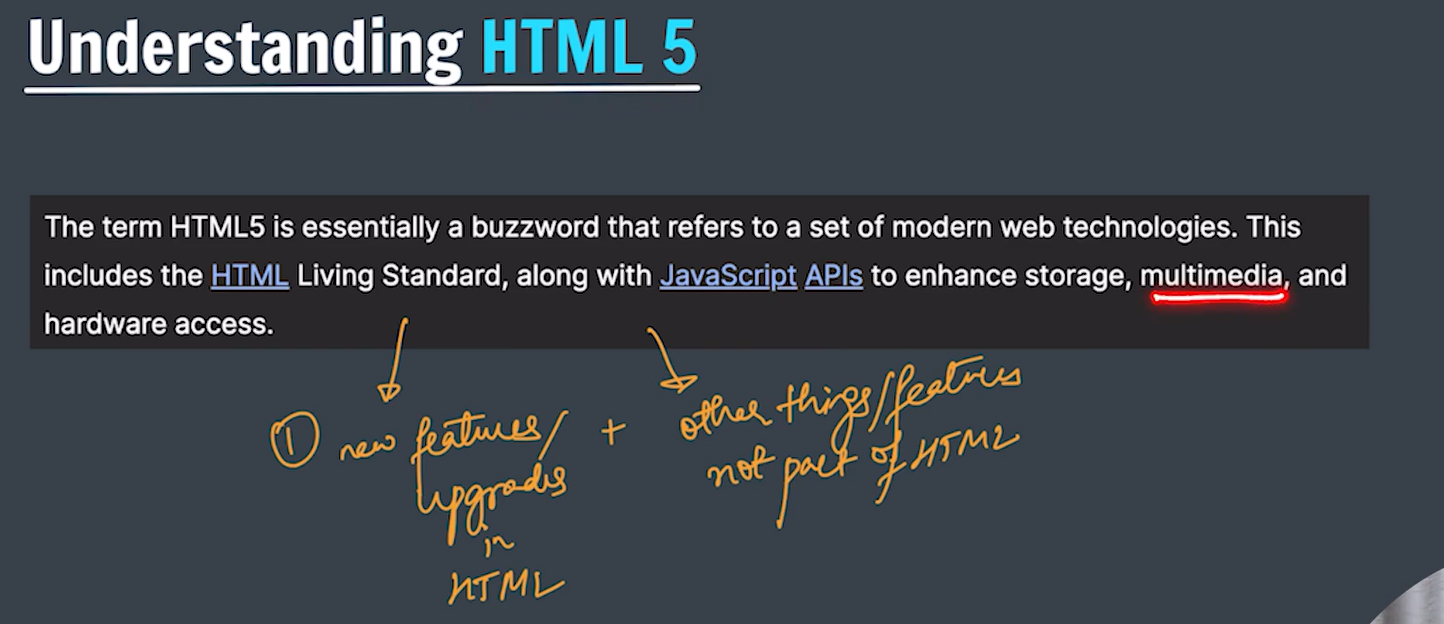 Understanding HTML 5
The term HTML5 is essentially a buzzword that refers to a set of modern web technologies. This
includes the HTML Living Standard, along with JavaScript APIs to enhance storage, multimedia, and
hardware access.
① new features/
upgrades
in
HTML
+
other things/features
not part of HTML